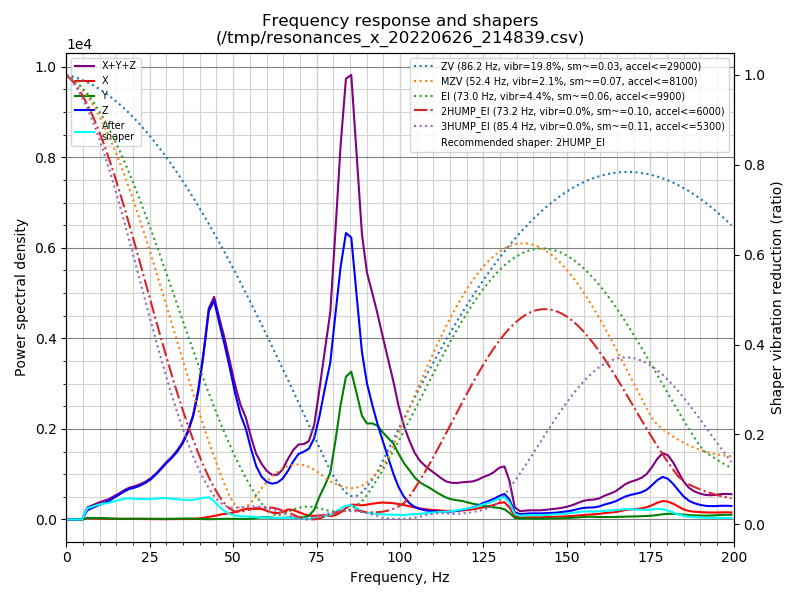 Frequency response and shapers
(/tmp/resonances_x_20220626_214839.csv)
1e4
X+Y+Z
X
Y
Z
After
shaper
ZV (86.2 Hz, vibr=19.8%, sm~=0.03, accel<=29000)
MZV (52.4 Hz, vibr=2.1%, sm~=0.07, accel<=8100)
EI (73.0 Hz, vibr=4.4%, sm~=0.06, accel<=9900)
2HUMP_EI (73.2 Hz, vibr=0.0%, sm~=0.10, accel<=6000)
3HUMP_EI (85.4 Hz, vibr=0.0%, sm~=0.11, accel<=5300)
Recommended shaper: 2HUMP_EI
Power spectral density
1.0
0.8
0.6
0.4
0.2
0.0
Shaper vibration reduction (ratio)
1.0
0.8
0.6
0.4
0.2
0.0
0 25 50 75 100 125 150 175 200
Frequency, Hz